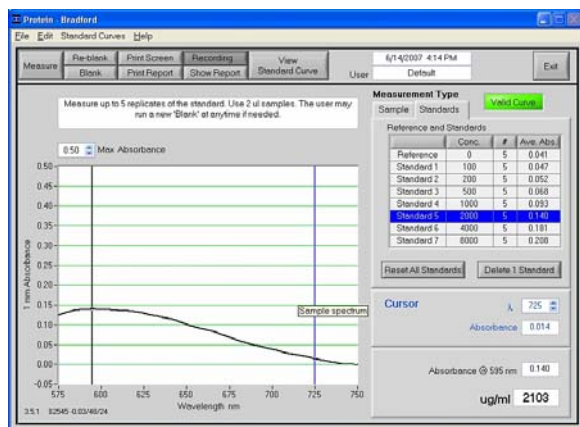 Protein - Bradford
File Edit Standard Curves Help
Measure Re-blank Print Screen Recording View Standard Curve 6/14/2007 4:14 PM Exit
Blank Print Report Show Report User Default
Measure up to 5 replicates of the standard. Use 2 ul samples. The user may
run a new 'Blank' at anytime if needed.
Measurement Type
Sample Standards Valid Curve
0.50 Max Absorbance
Reference and Standards
Conc. # Ave. Abs.
Reference 0 5 0.041
Standard 1 100 5 0.047
Standard 2 200 5 0.052
Standard 3 500 5 0.068
Standard 4 1000 5 0.093
Standard 5 2000 5 0.140
Standard 6 4000 5 0.181
Standard 7 8000 5 0.208
Reset All Standards Delete 1 Standard
1 mm Absorbance
0.50
0.45
0.40
0.35
0.30
0.25
0.20
0.15
0.10
0.05
0.00
-0.05
Sample spectrum
575 600 625 650 675 700 725 750
Wavelength nm
3.5.1 B2545 -0.03/46/24
Cursor λ 725
Absorbance 0.014
Absorbance @ 595 nm 0.140
ug/ml 2103